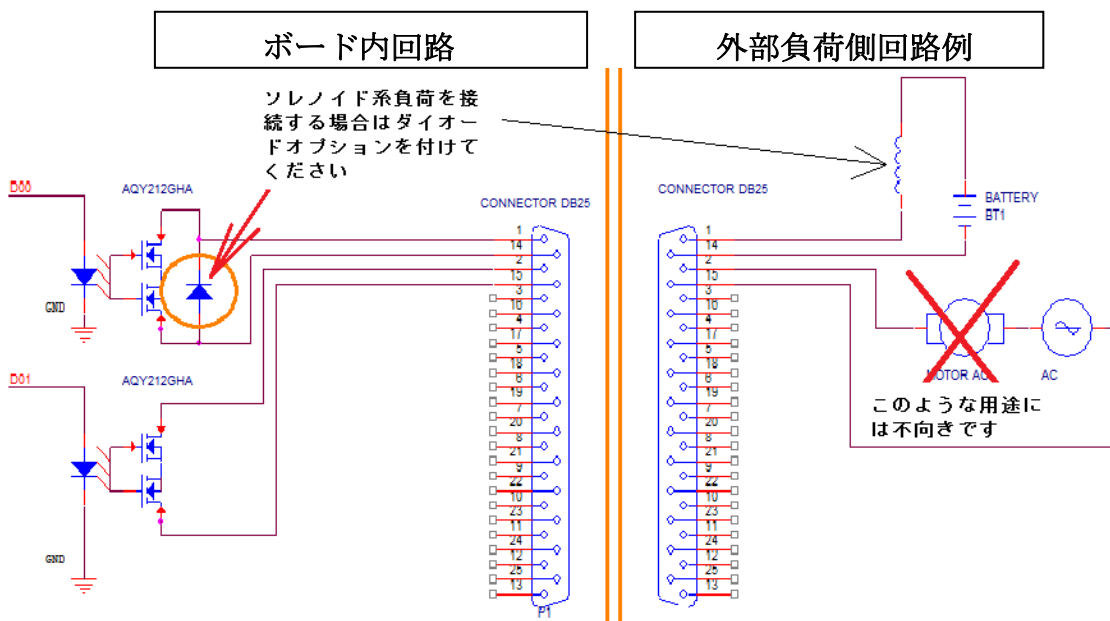 ボード内回路
外部負荷側回路例
ソレノイド系負荷を接
続する場合はダイオー
ドオプションを付けて
ください
D00
AQY212GHA
GND
D01
AQY212GHA
GND
CONNECTOR DB25
1
14
2
15
3
16
4
17
5
18
6
19
7
20
8
21
9
22
10
23
11
24
12
25
13
P1
CONNECTOR DB25
1
14
2
15
3
16
4
17
5
18
6
19
7
20
8
21
9
22
10
23
11
24
12
25
13
BATTERY
BT1
MOTOR AC
AC
このような用途に
は不向きです